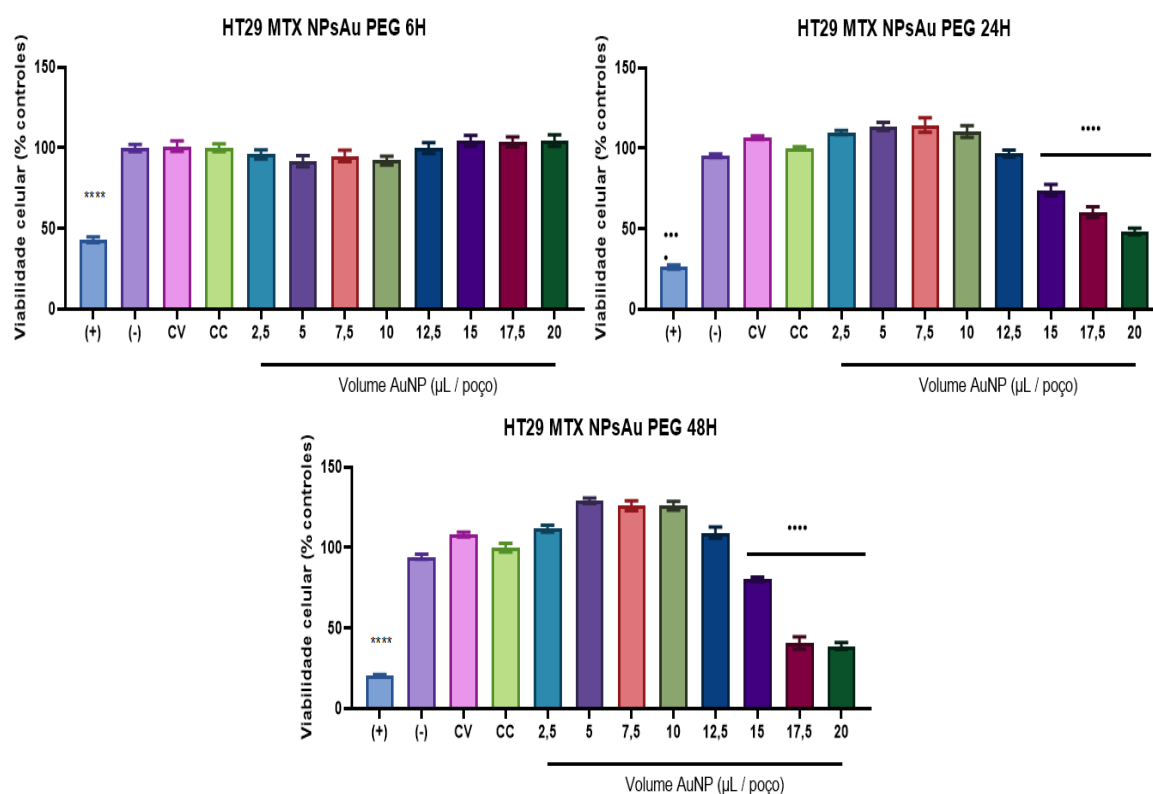 HT29 MTX NPsAu PEG 6H
Viabilidade celular (% controles)
150
100
50
0
****
(+) (-) CV CC 2,5 5 7,5 10 12,5 15 17,5 20
Volume AuNP (µL / poço)
HT29 MTX NPsAu PEG 24H
Viabilidade celular (% controles)
150
100
50
0
••••
•••
•
(+) (-) CV CC 2,5 5 7,5 10 12,5 15 17,5 20
Volume AuNP (µL / poço)
HT29 MTX NPsAu PEG 48H
Viabilidade celular (% controles)
150
100
50
0
••••
****
(+) (-) CV CC 2,5 5 7,5 10 12,5 15 17,5 20
Volume AuNP (µL / poço)